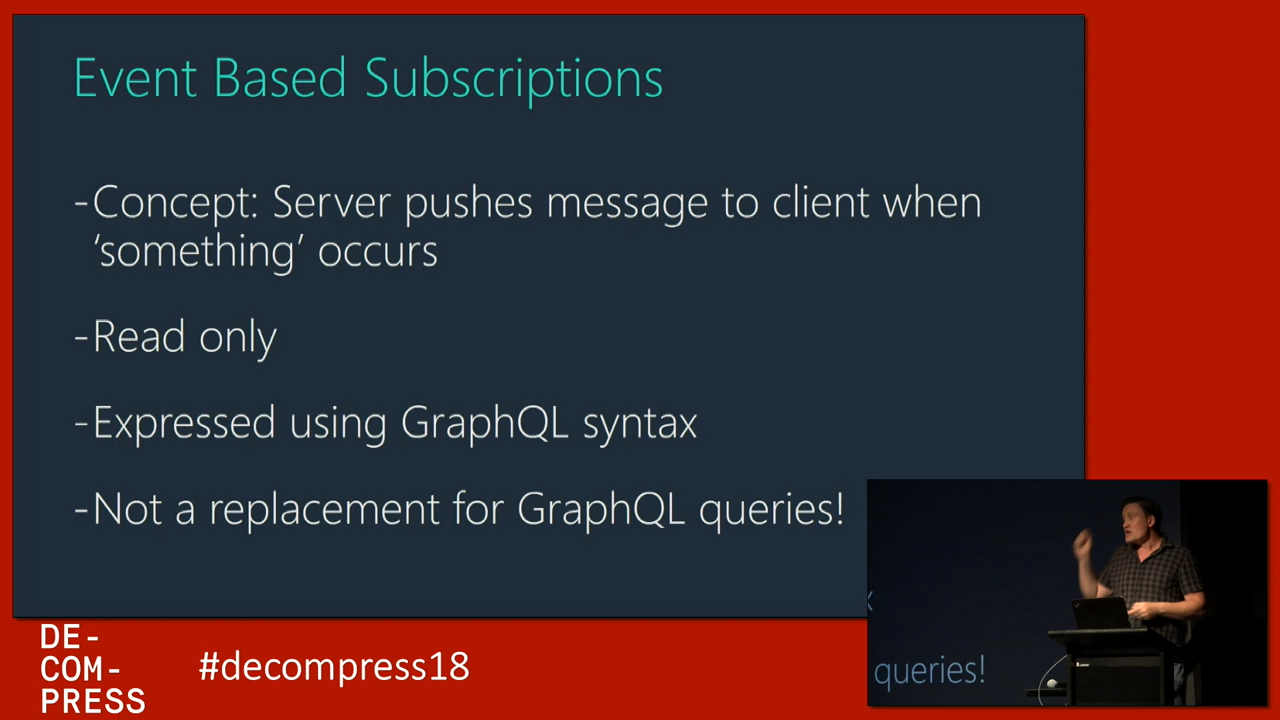 Event Based Subscriptions
-Concept: Server pushes message to client when
‘something’ occurs
-Read only
-Expressed using GraphQL syntax
-Not a replacement for GraphQL queries!
x
queries!
DE-
COM-
PRESS
#decompress18